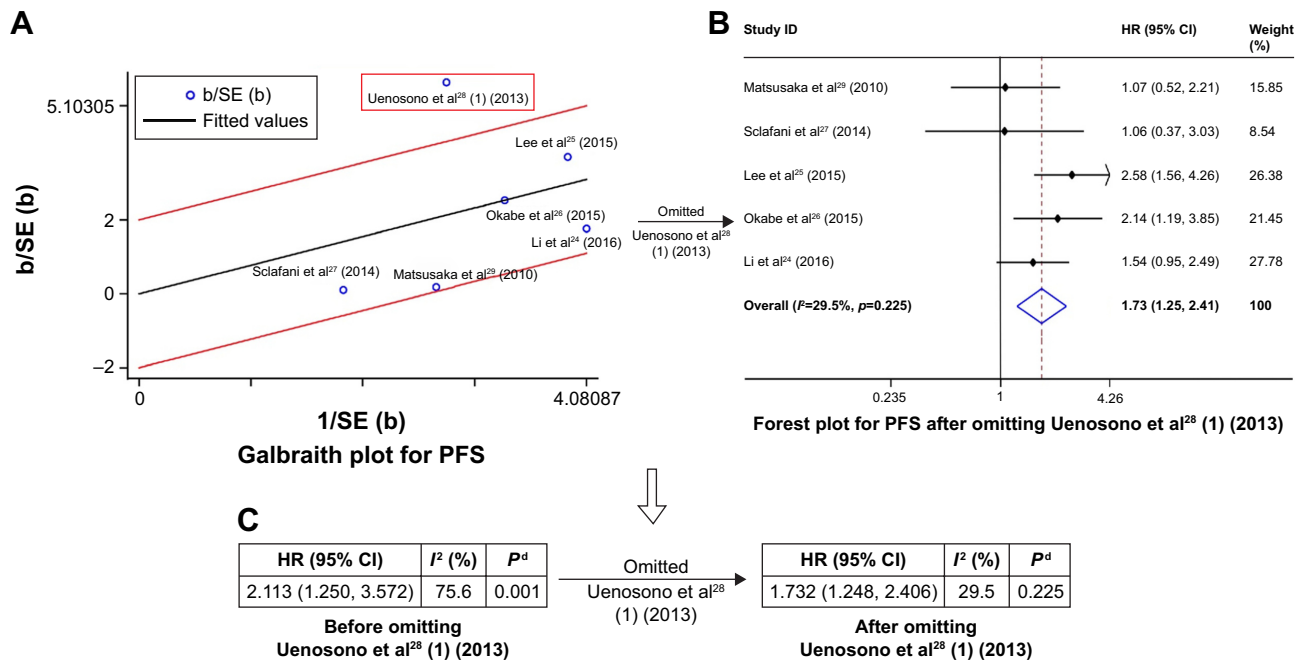 A
b/SE (b)
Fitted values
Uenosono et al28 (1) (2013)
Lee et al25 (2015)
Okabe et al26 (2015)
Li et al24 (2016)
Sclafani et al27 (2014)
Matsusaka et al29 (2010)
5.10305
2
0
–2
b/SE (b)
0
4.08087
1/SE (b)
Galbraith plot for PFS
Omitted
Uenosono et al28
(1) (2013)
B
Study ID HR (95% CI) Weight
(%)
Matsusaka et al29 (2010) 1.07 (0.52, 2.21) 15.85
Sclafani et al27 (2014) 1.06 (0.37, 3.03) 8.54
Lee et al25 (2015) 2.58 (1.56, 4.26) 26.38
Okabe et al26 (2015) 2.14 (1.19, 3.85) 21.45
Li et al24 (2016) 1.54 (0.95, 2.49) 27.78
Overall (I²=29.5%, p=0.225) 1.73 (1.25, 2.41) 100
0.235 1 4.26
Forest plot for PFS after omitting Uenosono et al28 (1) (2013)
C
HR (95% CI) I² (%) Pd
2.113 (1.250, 3.572) 75.6 0.001
Before omitting
Uenosono et al28 (1) (2013)
Omitted
Uenosono et al28
(1) (2013)
HR (95% CI) I² (%) Pd
1.732 (1.248, 2.406) 29.5 0.225
After omitting
Uenosono et al28 (1) (2013)